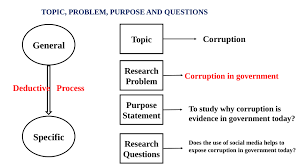 TOPIC, PROBLEM, PURPOSE AND QUESTIONS
General
Deductive Process
Specific
Topic
Corruption
Research
Problem
Corruption in government
Purpose
Statement
To study why corruption is
evidence in government today?
Research
Questions
Does the use of social media helps to
expose corruption in government today?